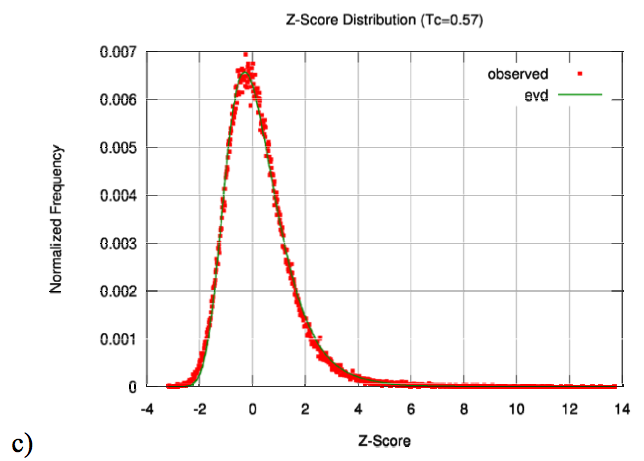 Z-Score Distribution (Tc=0.57)
0.007
0.006
0.005
0.004
0.003
0.002
0.001
0
Normalized Frequency
observed
evd
-4 -2 0 2 4 6 8 10 12 14
Z-Score
c)